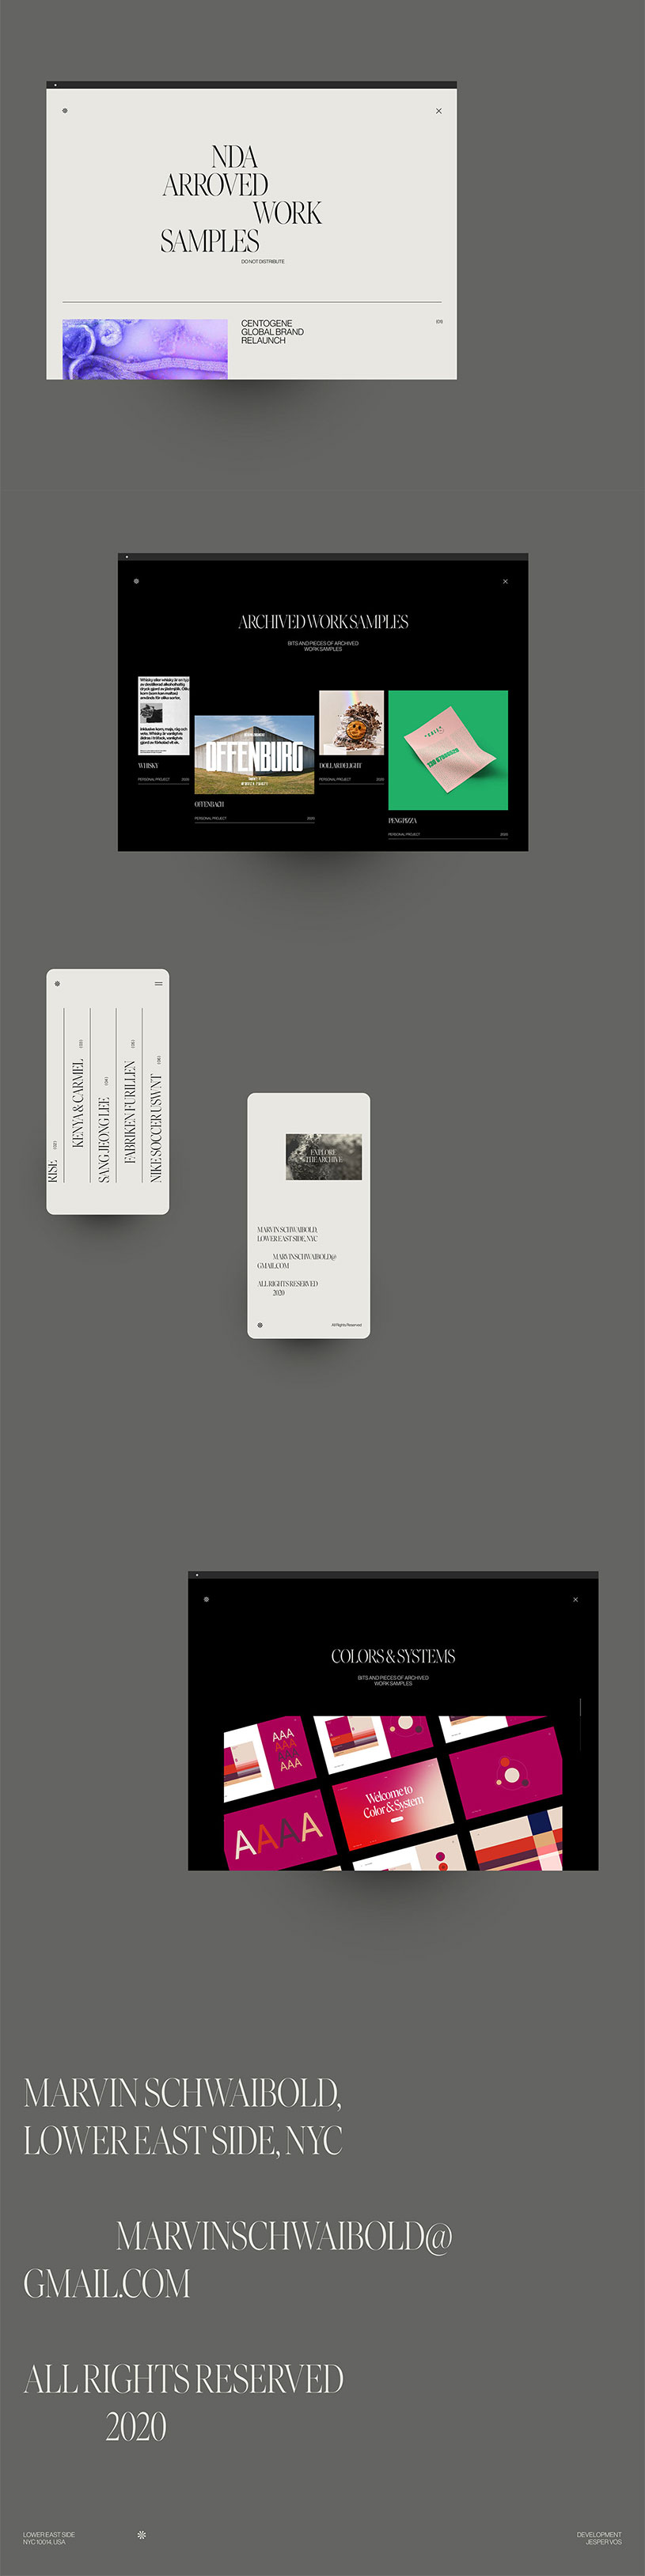 NDA
ARROVED
WORK
SAMPLES
DO NOT DISTRIBUTE
CENTOGENE
GLOBAL BRAND
RELAUNCH
ARCHIVED WORK SAMPLES
BITS AND PIECES OF ARCHIVED
WORK SAMPLES
OFFENBURG
WHISKY
PERSONAL PROJECT 2020
OFFENBACH
PERSONAL PROJECT 2020
DOLLAR DELIGHT
PERSONAL PROJECT 2020
PENG PIZZA
PERSONAL PROJECT 2020
RISE
KENYA & CARMEL
SANG JEONG LEE
FABRIKEN FURILLEN
NIKE SOCCER USWNT
EXPLORE
THE ARCHIVE
MARVIN SCHWAIBOLD,
LOWER EAST SIDE, NYC
MARVINSCHWAIBOLD@
GMAIL.COM
ALL RIGHTS RESERVED
2020
All Rights Reserved
COLORS & SYSTEMS
BITS AND PIECES OF ARCHIVED
WORK SAMPLES
AAA
AAA
AAA
AAA
Welcome to
Color & System
AAAA
MARVIN SCHWAIBOLD,
LOWER EAST SIDE, NYC
MARVINSCHWAIBOLD@
GMAIL.COM
ALL RIGHTS RESERVED
2020
LOWER EAST SIDE
NYC 10014, USA
DEVELOPMENT
JESPER VOS